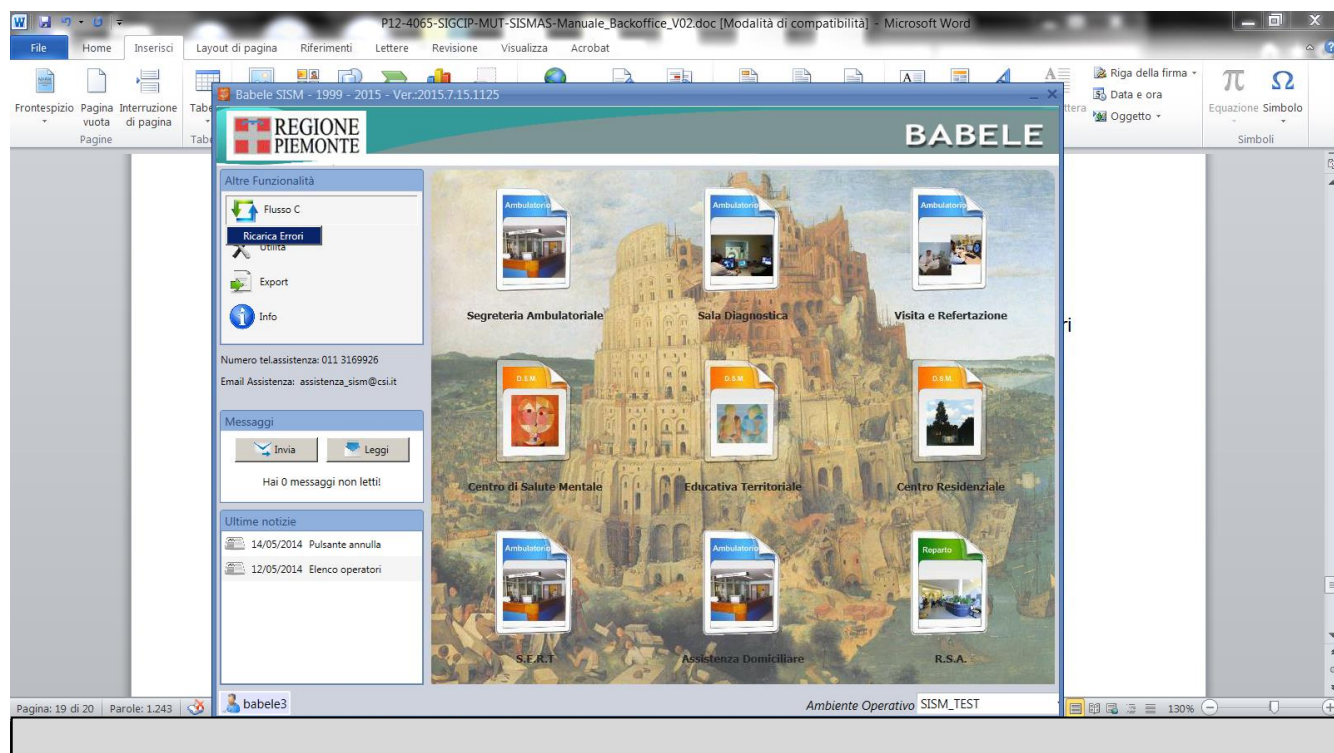 P12-4065-SIGCIP-MUT-SISMAS-Manuale_Backoffice_V02.doc [Modalità di compatibilità] - Microsoft Word
File Home Inserisci Layout di pagina Riferimenti Lettere Revisione Visualizza Acrobat
Riga della firma
Data e ora
Oggetto
Frontespizio Pagina vuota Interruzione di pagina
Equazione Simbolo
Pagine
Simboli
Babele SISM - 1999 - 2015 - Ver.:2015.7.15.1125
REGIONE
PIEMONTE
BABELE
Altre Funzionalità
Flusso C
Ricarica Errori
Utilità
Export
Info
Numero tel.assistenza: 011 3169926
Email Assistenza: assistenza_sism@csi.it
Messaggi
Invia Leggi
Hai 0 messaggi non letti!
Ultime notizie
14/05/2014 Pulsante annulla
12/05/2014 Elenco operatori
Ambulatorio Ambulatorio Ambulatorio
Segreteria Ambulatoriale Sala Diagnostica Visita e Refertazione
D.S.M. D.S.M. D.S.M.
Centro di Salute Mentale Educativa Territoriale Centro Residenziale
Ambulatorio Ambulatorio Reparto
S.E.R.T Assistenza Domiciliare R.S.A.
ri
babele3
Ambiente Operativo SISM_TEST
Pagina: 19 di 20 Parole: 1.243
130%